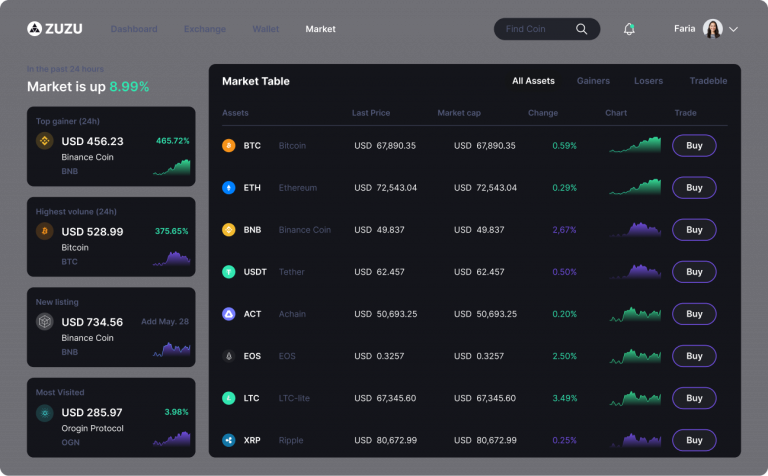 ZUZU Dashboard Exchange Wallet Market Find Coin Faria
In the past 24 hours
Market is up 8.99%
Top gainer (24h)
USD 456.23 465.72%
Binance Coin
BNB
Highest volune (24h)
USD 528.99 375.65%
Bitcoin
BTC
New listing
USD 734.56 Add May. 28
Binance Coin
BNB
Most Visited
USD 285.97 3.98%
Orogin Protocol
OGN
Market Table All Assets Gainers Losers Tradeble
Assets Last Price Market cap Change Chart Trade
BTC Bitcoin USD 67,890.35 USD 67,890.35 0.59% Buy
ETH Ethereum USD 72,543.04 USD 72,543.04 0.29% Buy
BNB Binance Coin USD 49.837 USD 49.837 2,67% Buy
USDT Tether USD 62.457 USD 62.457 0.50% Buy
ACT Achain USD 50,693.25 USD 50,693.25 0.20% Buy
EOS EOS USD 0.3257 USD 0.3257 2.50% Buy
LTC LTC-lite USD 67,345.60 USD 67,345.60 3.49% Buy
XRP Ripple USD 80,672.99 USD 80,672.99 0.25% Buy